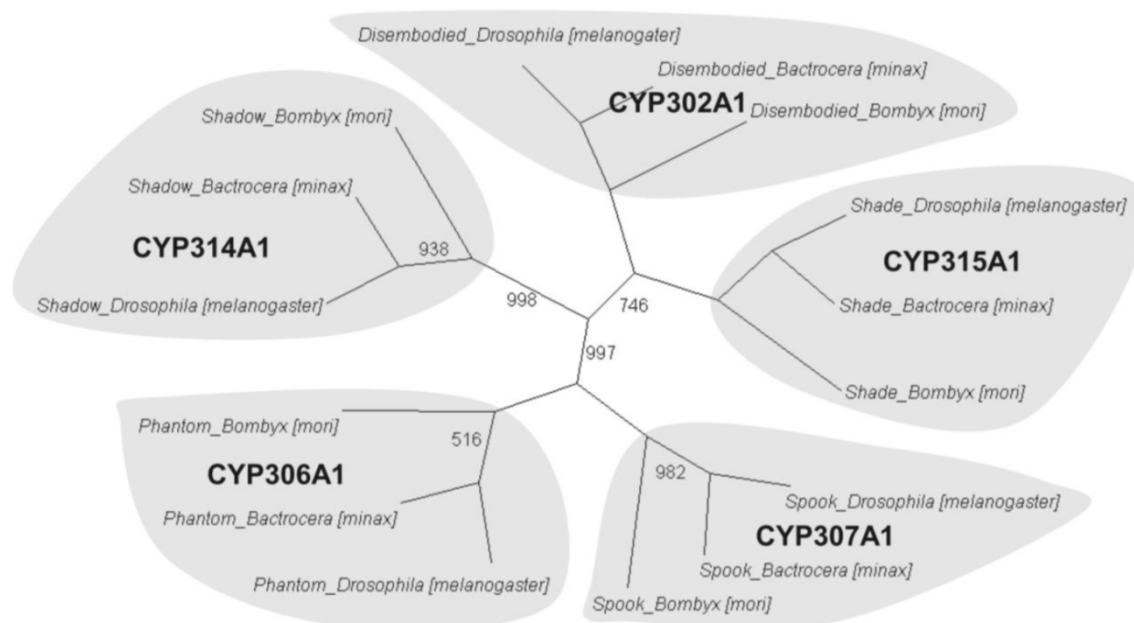 Disembodied_Drosophila [melanogater]
Disembodied_Bactrocera [minax]
CYP302A1
Disembodied_Bombyx [mori]
Shadow_Bombyx [mori]
Shadow_Bactrocera [minax]
CYP314A1
938
Shadow_Drosophila [melanogaster]
998
746
997
Shade_Drosophila [melanogaster]
CYP315A1
Shade_Bactrocera [minax]
Shade_Bombyx [mori]
Phantom_Bombyx [mori]
516
CYP306A1
Phantom_Bactrocera [minax]
Phantom_Drosophila [melanogaster]
982
Spook_Drosophila [melanogaster]
CYP307A1
Spook_Bactrocera [minax]
Spook_Bombyx [mori]